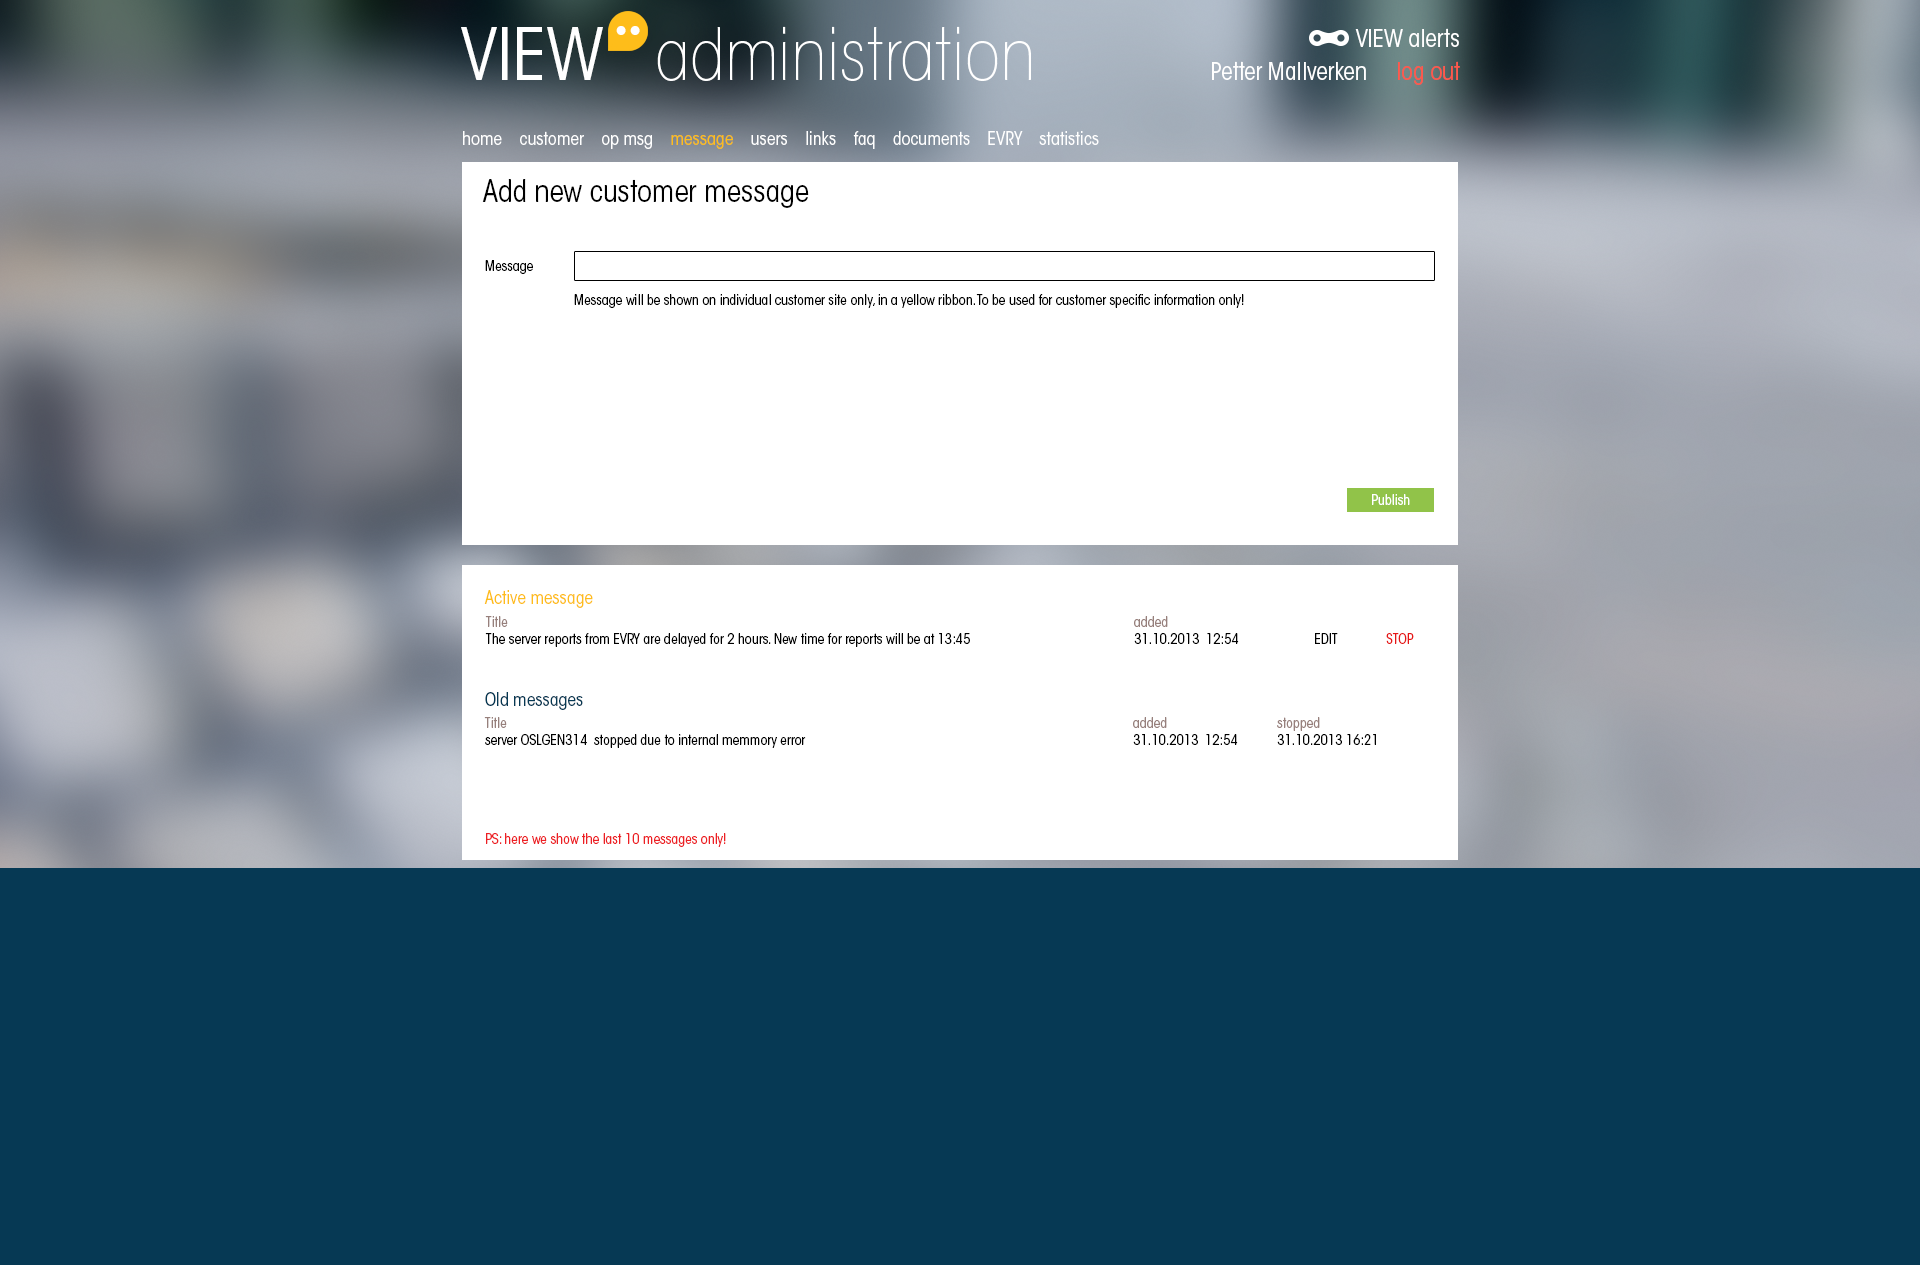 VIEW administration
VIEW alerts
Petter Mallverken log out
home customer op msg message users links faq documents EVRY statistics
Add new customer message
Message
Message will be shown on individual customer site only, in a yellow ribbon. To be used for customer specific information only!
Publish
Active message
Title added
The server reports from EVRY are delayed for 2 hours. New time for reports will be at 13:45 31.10.2013 12:54 EDIT STOP
Old messages
Title added stopped
server OSLGEN314 stopped due to internal memmory error 31.10.2013 12:54 31.10.2013 16:21
PS: here we show the last 10 messages only!